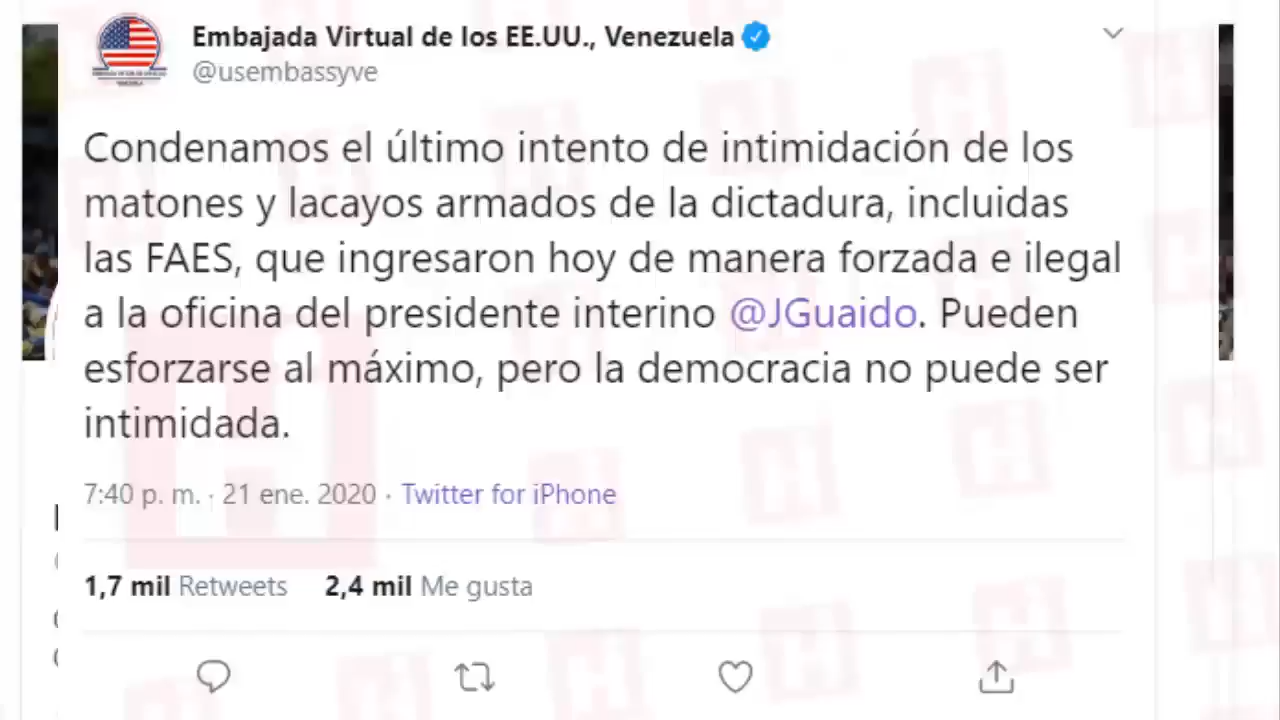 Embajada Virtual de los EE.UU., Venezuela
@usembassyve
Condenamos el último intento de intimidación de los
matones y lacayos armados de la dictadura, incluidas
las FAES, que ingresaron hoy de manera forzada e ilegal
a la oficina del presidente interino @JGuaido. Pueden
esforzarse al máximo, pero la democracia no puede ser
intimidada.
7:40 p. m. · 21 ene. 2020 · Twitter for iPhone
1,7 mil Retweets 2,4 mil Me gusta